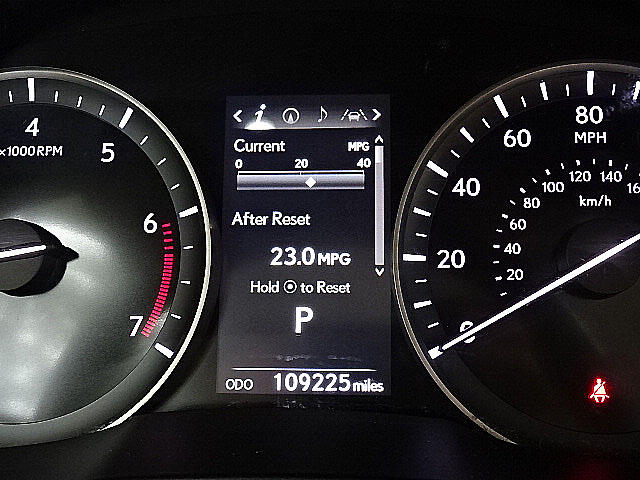 Current MPG
0 20 40
After Reset
23.0 MPG
Hold to Reset
P
ODO 109225 miles
4
×1000RPM
5
6
7
80
MPH
60
40
20
0
120 140
100
80
km/h
60
40
20